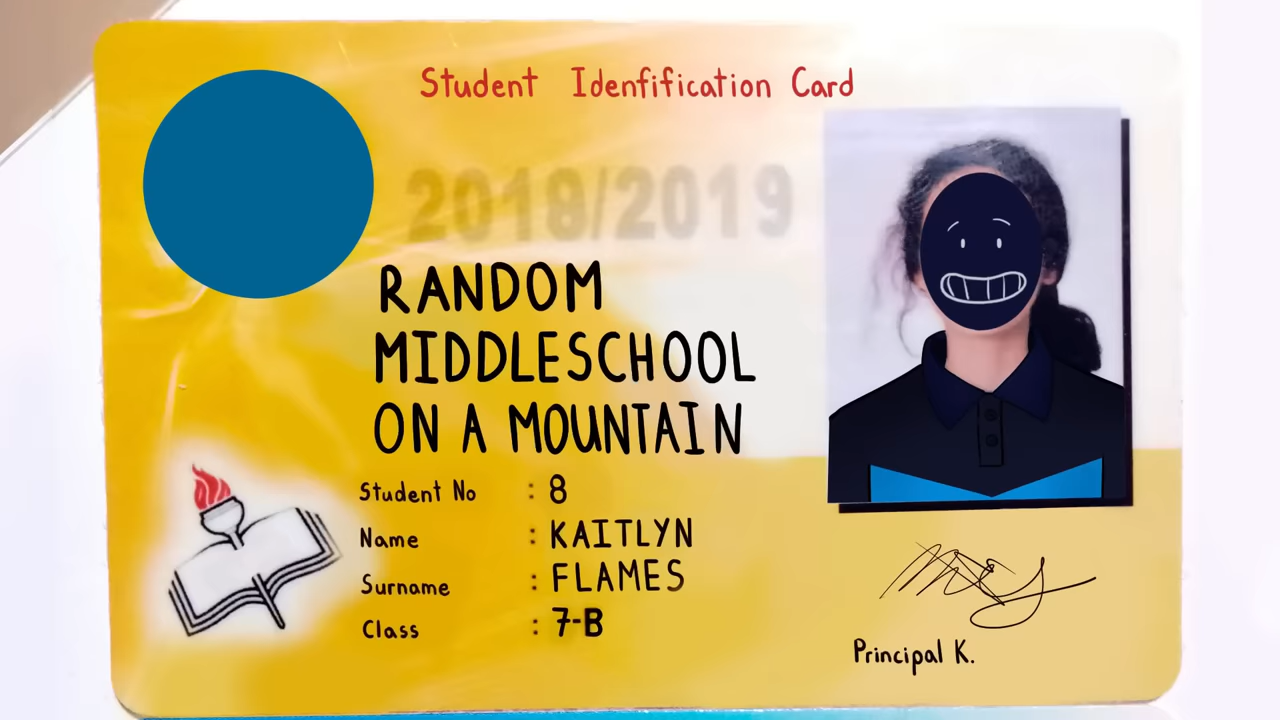 Student Idenfification Card
2018/2019
RANDOM
MIDDLESCHOOL
ON A MOUNTAIN
Student No : 8
Name : KAITLYN
Surname : FLAMES
Class : 7-B
Principal K.